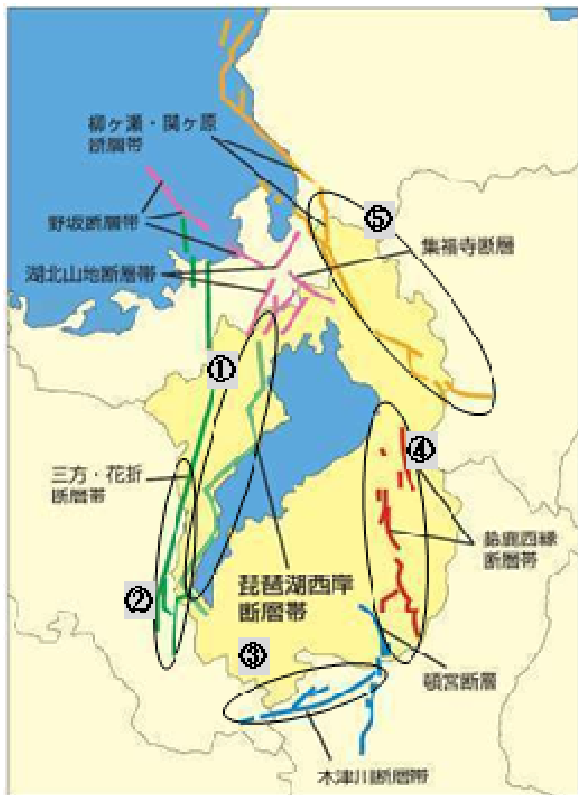 柳ヶ瀬・関ヶ原
断層帯
⑤
野坂断層帯
集福寺断層
湖北山地断層帯
①
④
三方・花折
断層帯
鈴鹿西縁
断層帯
琵琶湖西岸
断層帯
②
③
頓宮断層
木津川断層帯